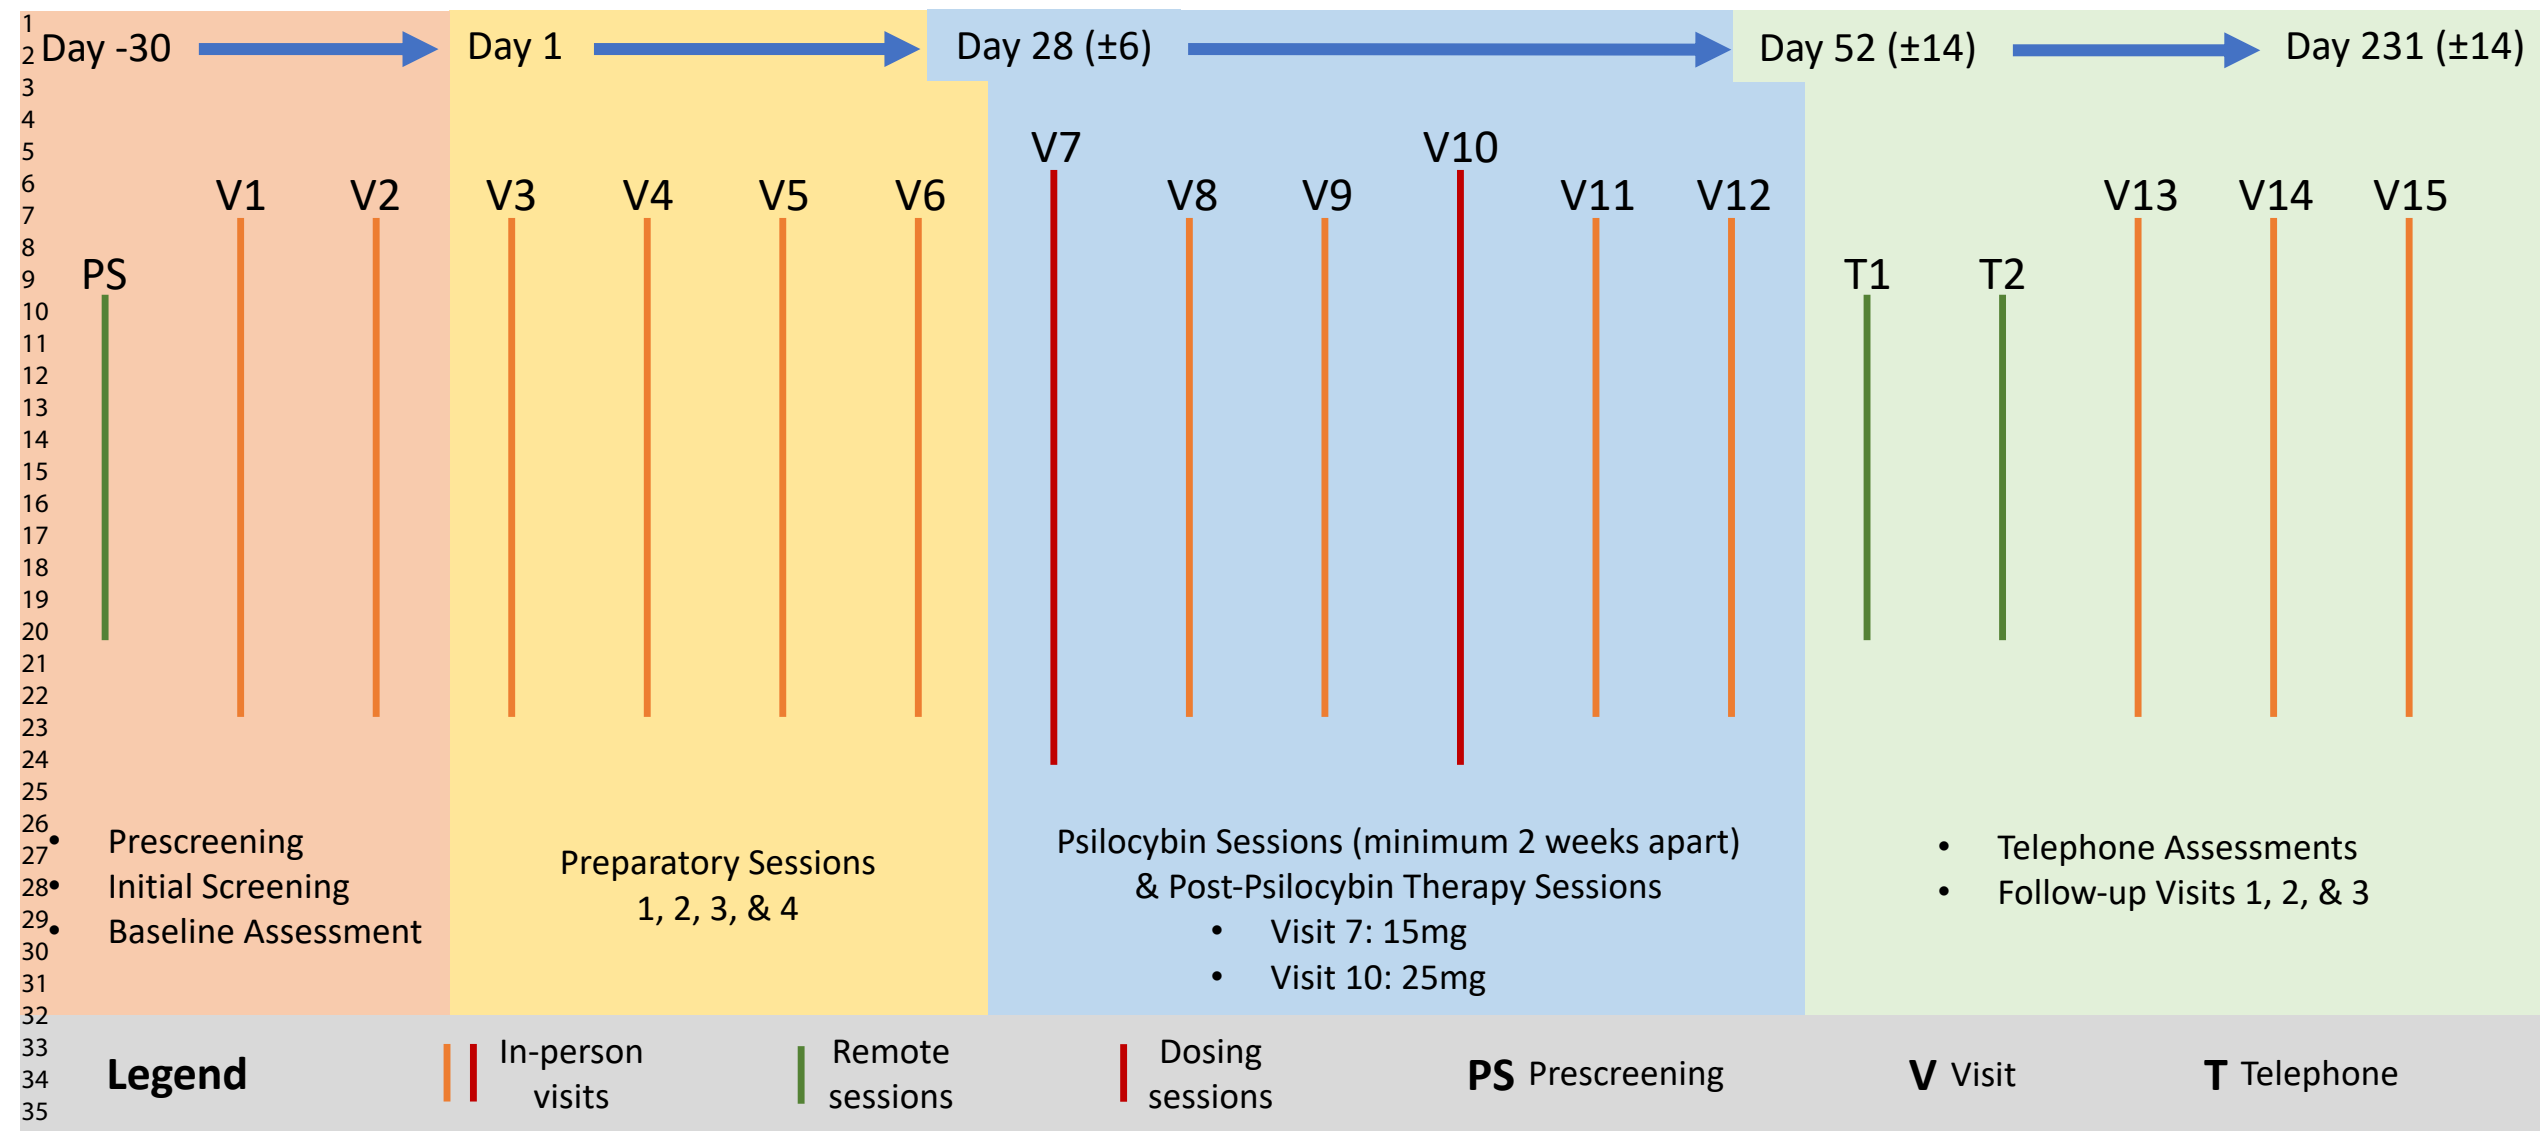 1
2
3
4
5
6
7
8
9
10
11
12
13
14
15
16
17
18
19
20
21
22
23
24
25
26
27
28
29
30
31
32
33
34
35
Day -30
Day 1
Day 28 (±6)
Day 52 (±14)
Day 231 (±14)
PS
V1
V2
V3
V4
V5
V6
V7
V8
V9
V10
V11
V12
T1
T2
V13
V14
V15
• Prescreening
• Initial Screening
• Baseline Assessment
Preparatory Sessions
1, 2, 3, & 4
Psilocybin Sessions (minimum 2 weeks apart)
& Post-Psilocybin Therapy Sessions
• Visit 7: 15mg
• Visit 10: 25mg
• Telephone Assessments
• Follow-up Visits 1, 2, & 3
Legend
In-person
visits
Remote
sessions
Dosing
sessions
PS Prescreening
V Visit
T Telephone